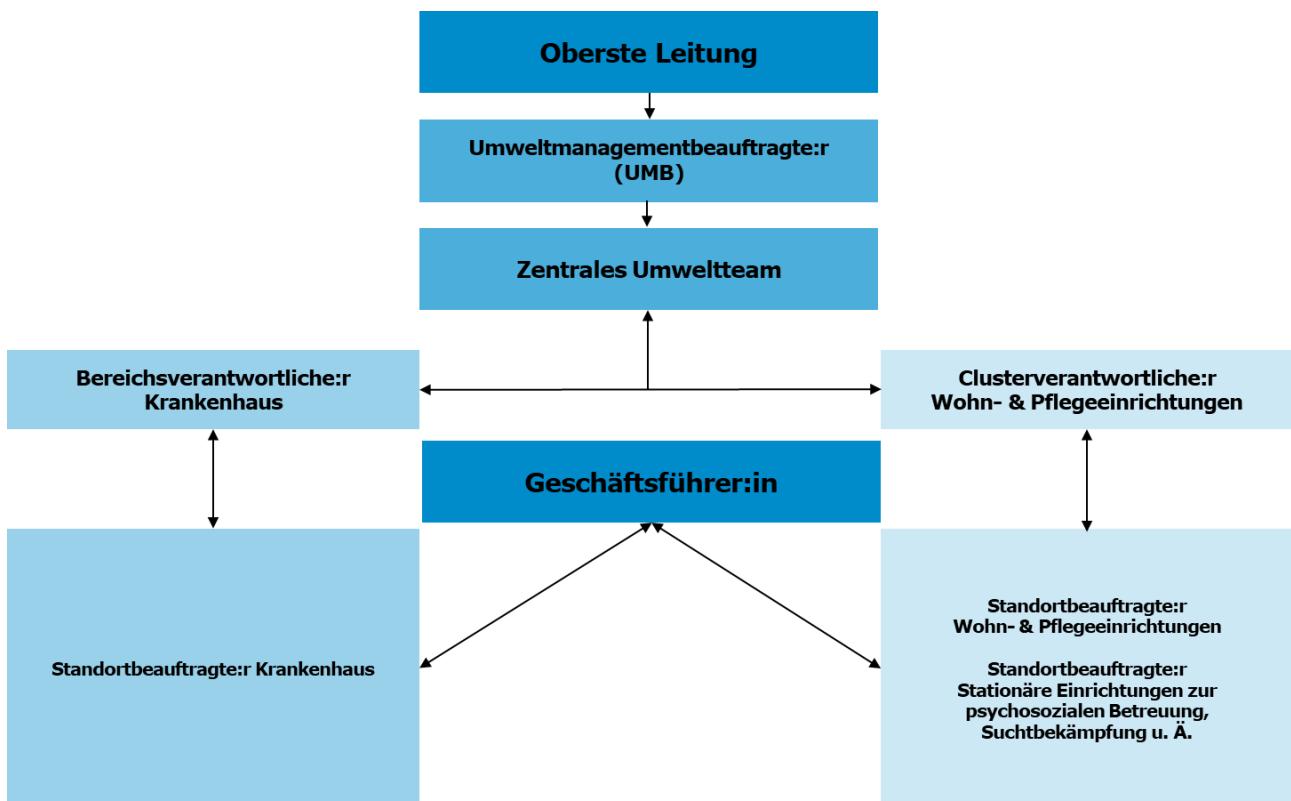 Oberste Leitung
Umweltmanagementbeauftragte:r
(UMB)
Zentrales Umweltteam
Bereichsverantwortliche:r
Krankenhaus
Clusterverantwortliche:r
Wohn- & Pflegeeinrichtungen
Geschäftsführer:in
Standortbeauftragte:r Krankenhaus
Standortbeauftragte:r
Wohn- & Pflegeeinrichtungen
Standortbeauftragte:r
Stationäre Einrichtungen zur
psychosozialen Betreuung,
Suchtbekämpfung u. Ä.